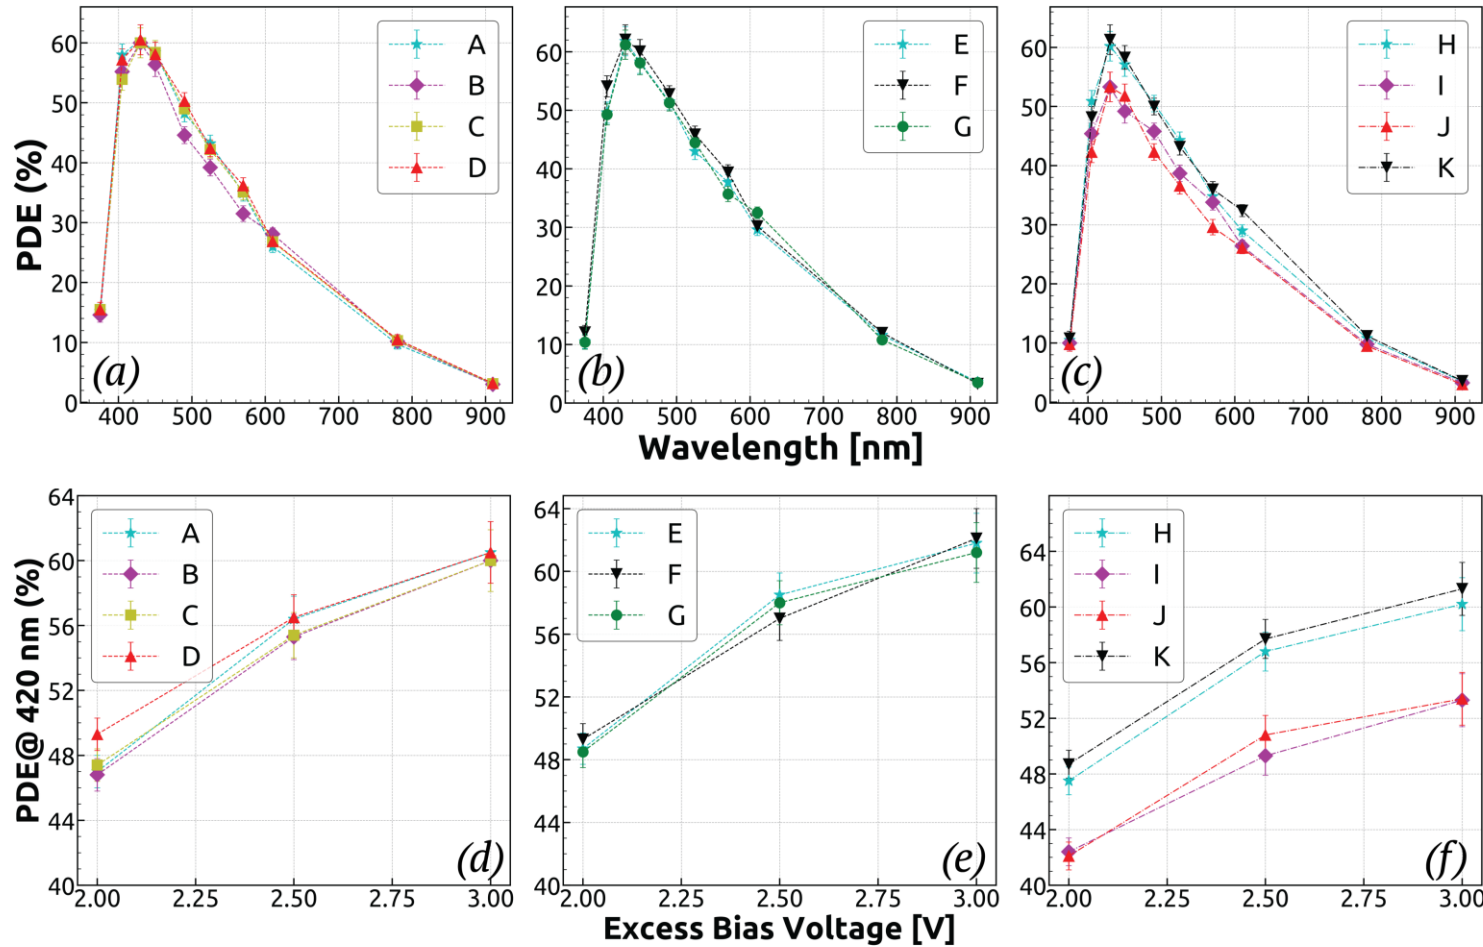 PDE (%)
60
50
40
30
20
10
0
400 500 600 700 800 900
A
B
C
D
(a)
60
50
40
30
20
10
0
400 500 600 700 800 900
E
F
G
(b)
60
50
40
30
20
10
0
400 500 600 700 800 900
H
I
J
K
(c)
Wavelength [nm]
PDE@ 420 nm (%)
64
60
56
52
48
44
40
2.00 2.25 2.50 2.75 3.00
A
B
C
D
(d)
64
60
56
52
48
44
40
2.00 2.25 2.50 2.75 3.00
E
F
G
(e)
64
60
56
52
48
44
40
2.00 2.25 2.50 2.75 3.00
H
I
J
K
(f)
Excess Bias Voltage [V]